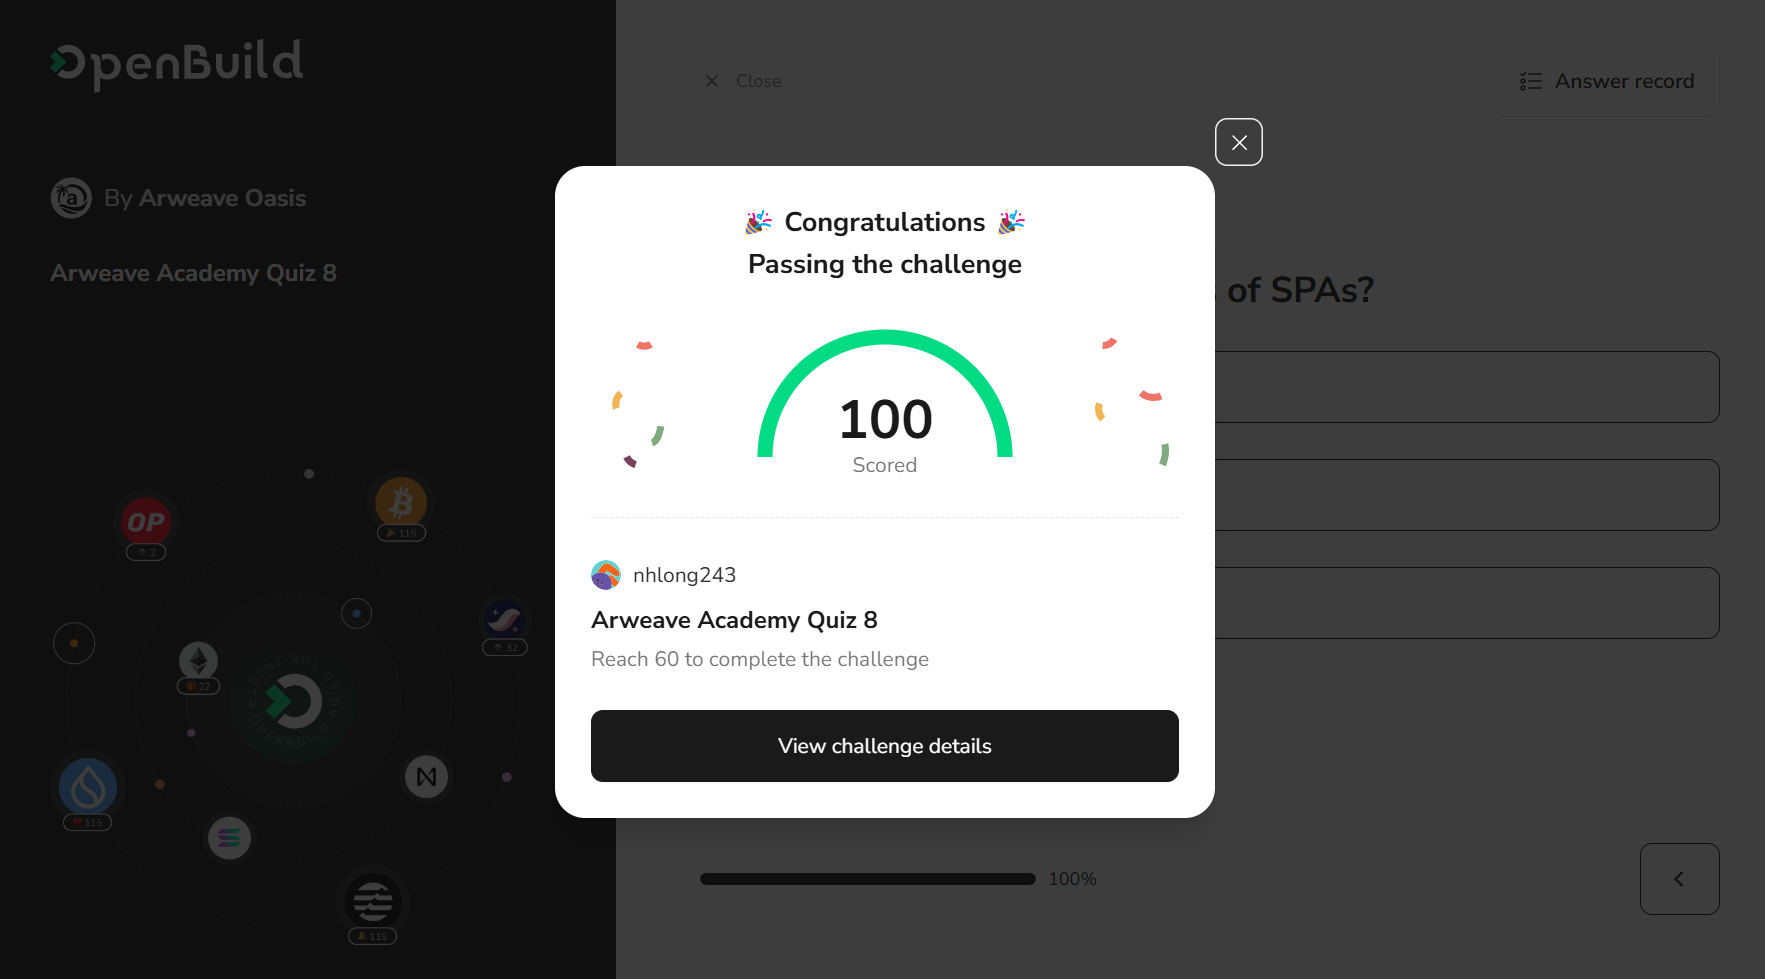 OpenBuild
By Arweave Oasis
Arweave Academy Quiz 8
OP
↑ 2
115
↑ 32
22
115
115
Close
Answer record
of SPAs?
🎉 Congratulations 🎉
Passing the challenge
100
Scored
nhlong243
Arweave Academy Quiz 8
Reach 60 to complete the challenge
View challenge details
100%